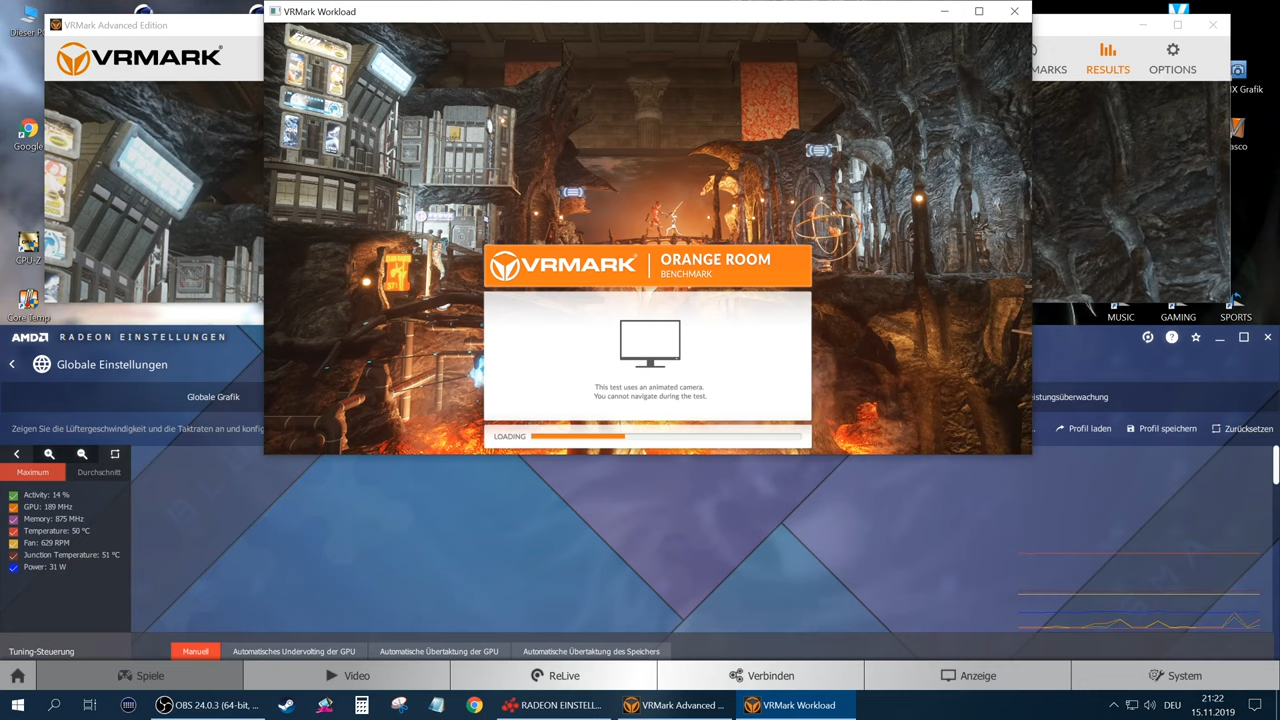 Dieser P
VRMark Advanced Edition
VRMark Workload
VRMARK
MARKS
RESULTS
OPTIONS
X Grafik
Google
asco
CPU-Z
VRMARK
ORANGE ROOM
BENCHMARK
This test uses an animated camera.
You cannot navigate during the test.
LOADING
Core Temp
MUSIC
GAMING
SPORTS
AMD RADEON EINSTELLUNGEN
Globale Einstellungen
Globale Grafik
eistungsüberwachung
Zeigen Sie die Lüftergeschwindigkeit und die Taktraten an und konfig
Profil laden
Profil speichern
Zurücksetzen
Maximum
Durchschnitt
Activity: 14 %
GPU: 189 MHz
Memory: 875 MHz
Temperature: 50 ºC
Fan: 629 RPM
Junction Temperature: 51 ºC
Power: 31 W
Tuning-Steuerung
Manuell
Automatisches Undervolting der GPU
Automatische Übertaktung der GPU
Automatische Übertaktung des Speichers
Spiele
Video
ReLive
Verbinden
Anzeige
System
OBS 24.0.3 (64-bit, ...
RADEON EINSTELL...
VRMark Advanced ...
VRMark Workload
DEU
21:22
15.11.2019